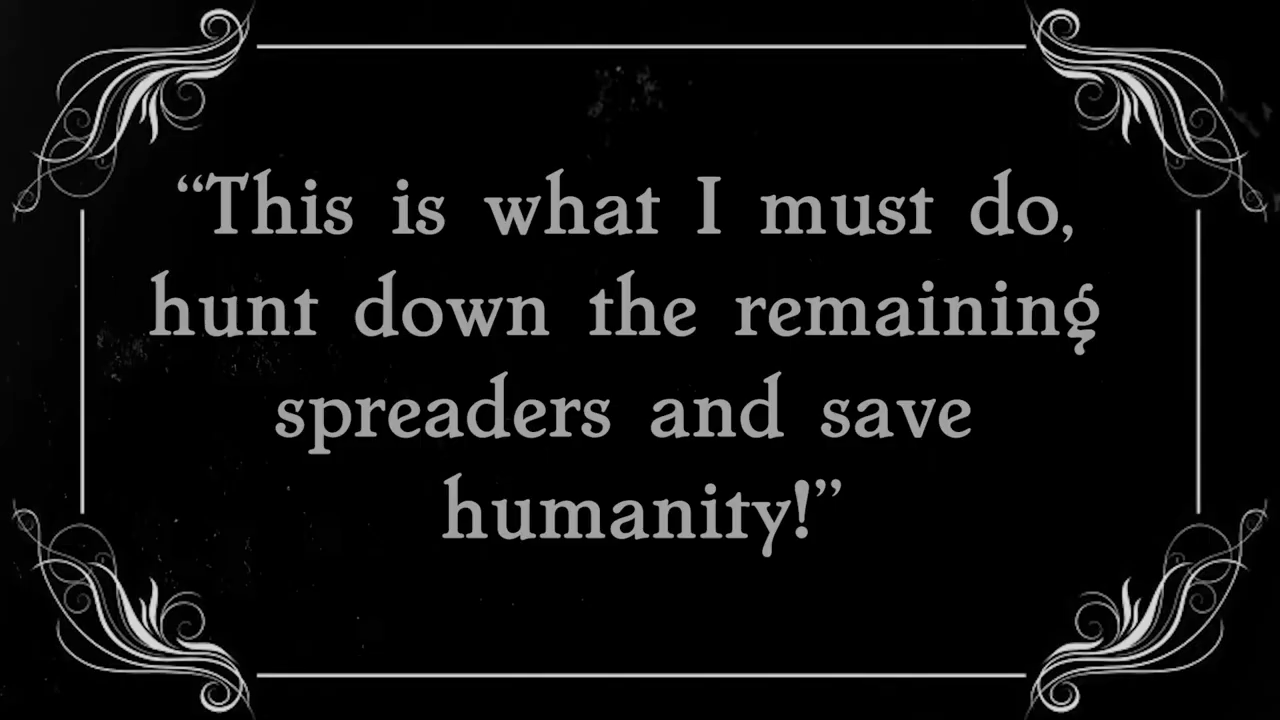 “This is what I must do,
hunt down the remaining
spreaders and save
humanity!”